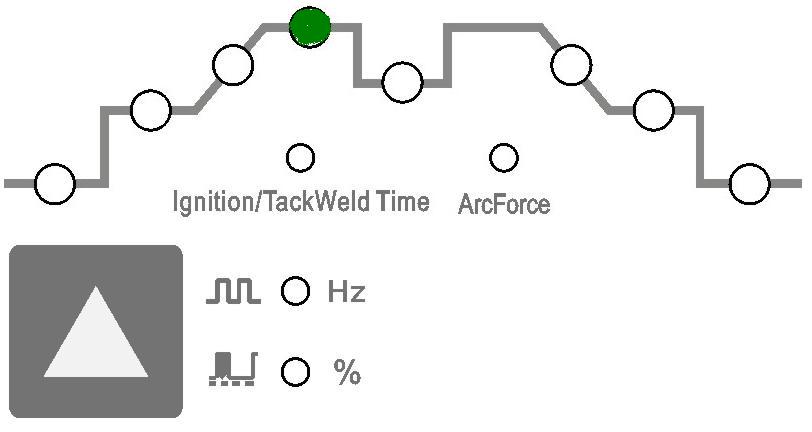 Ignition/TackWeld Time
ArcForce
Hz
%